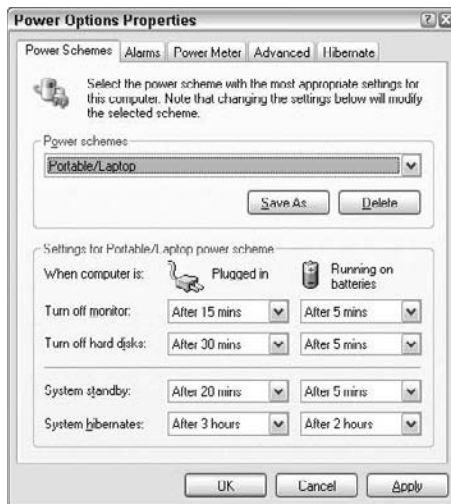 Power Options Properties
Power Schemes Alarms Power Meter Advanced Hibernate
Select the power scheme with the most appropriate settings for
this computer. Note that changing the settings below will modify
the selected scheme.
Power schemes
Portable/Laptop
Save As... Delete
Settings for Portable/Laptop power scheme
When computer is: Plugged in Running on
batteries
Turn off monitor: After 15 mins After 5 mins
Turn off hard disks: After 30 mins After 5 mins
System standby: After 20 mins After 5 mins
System hibernates: After 3 hours After 2 hours
OK Cancel Apply